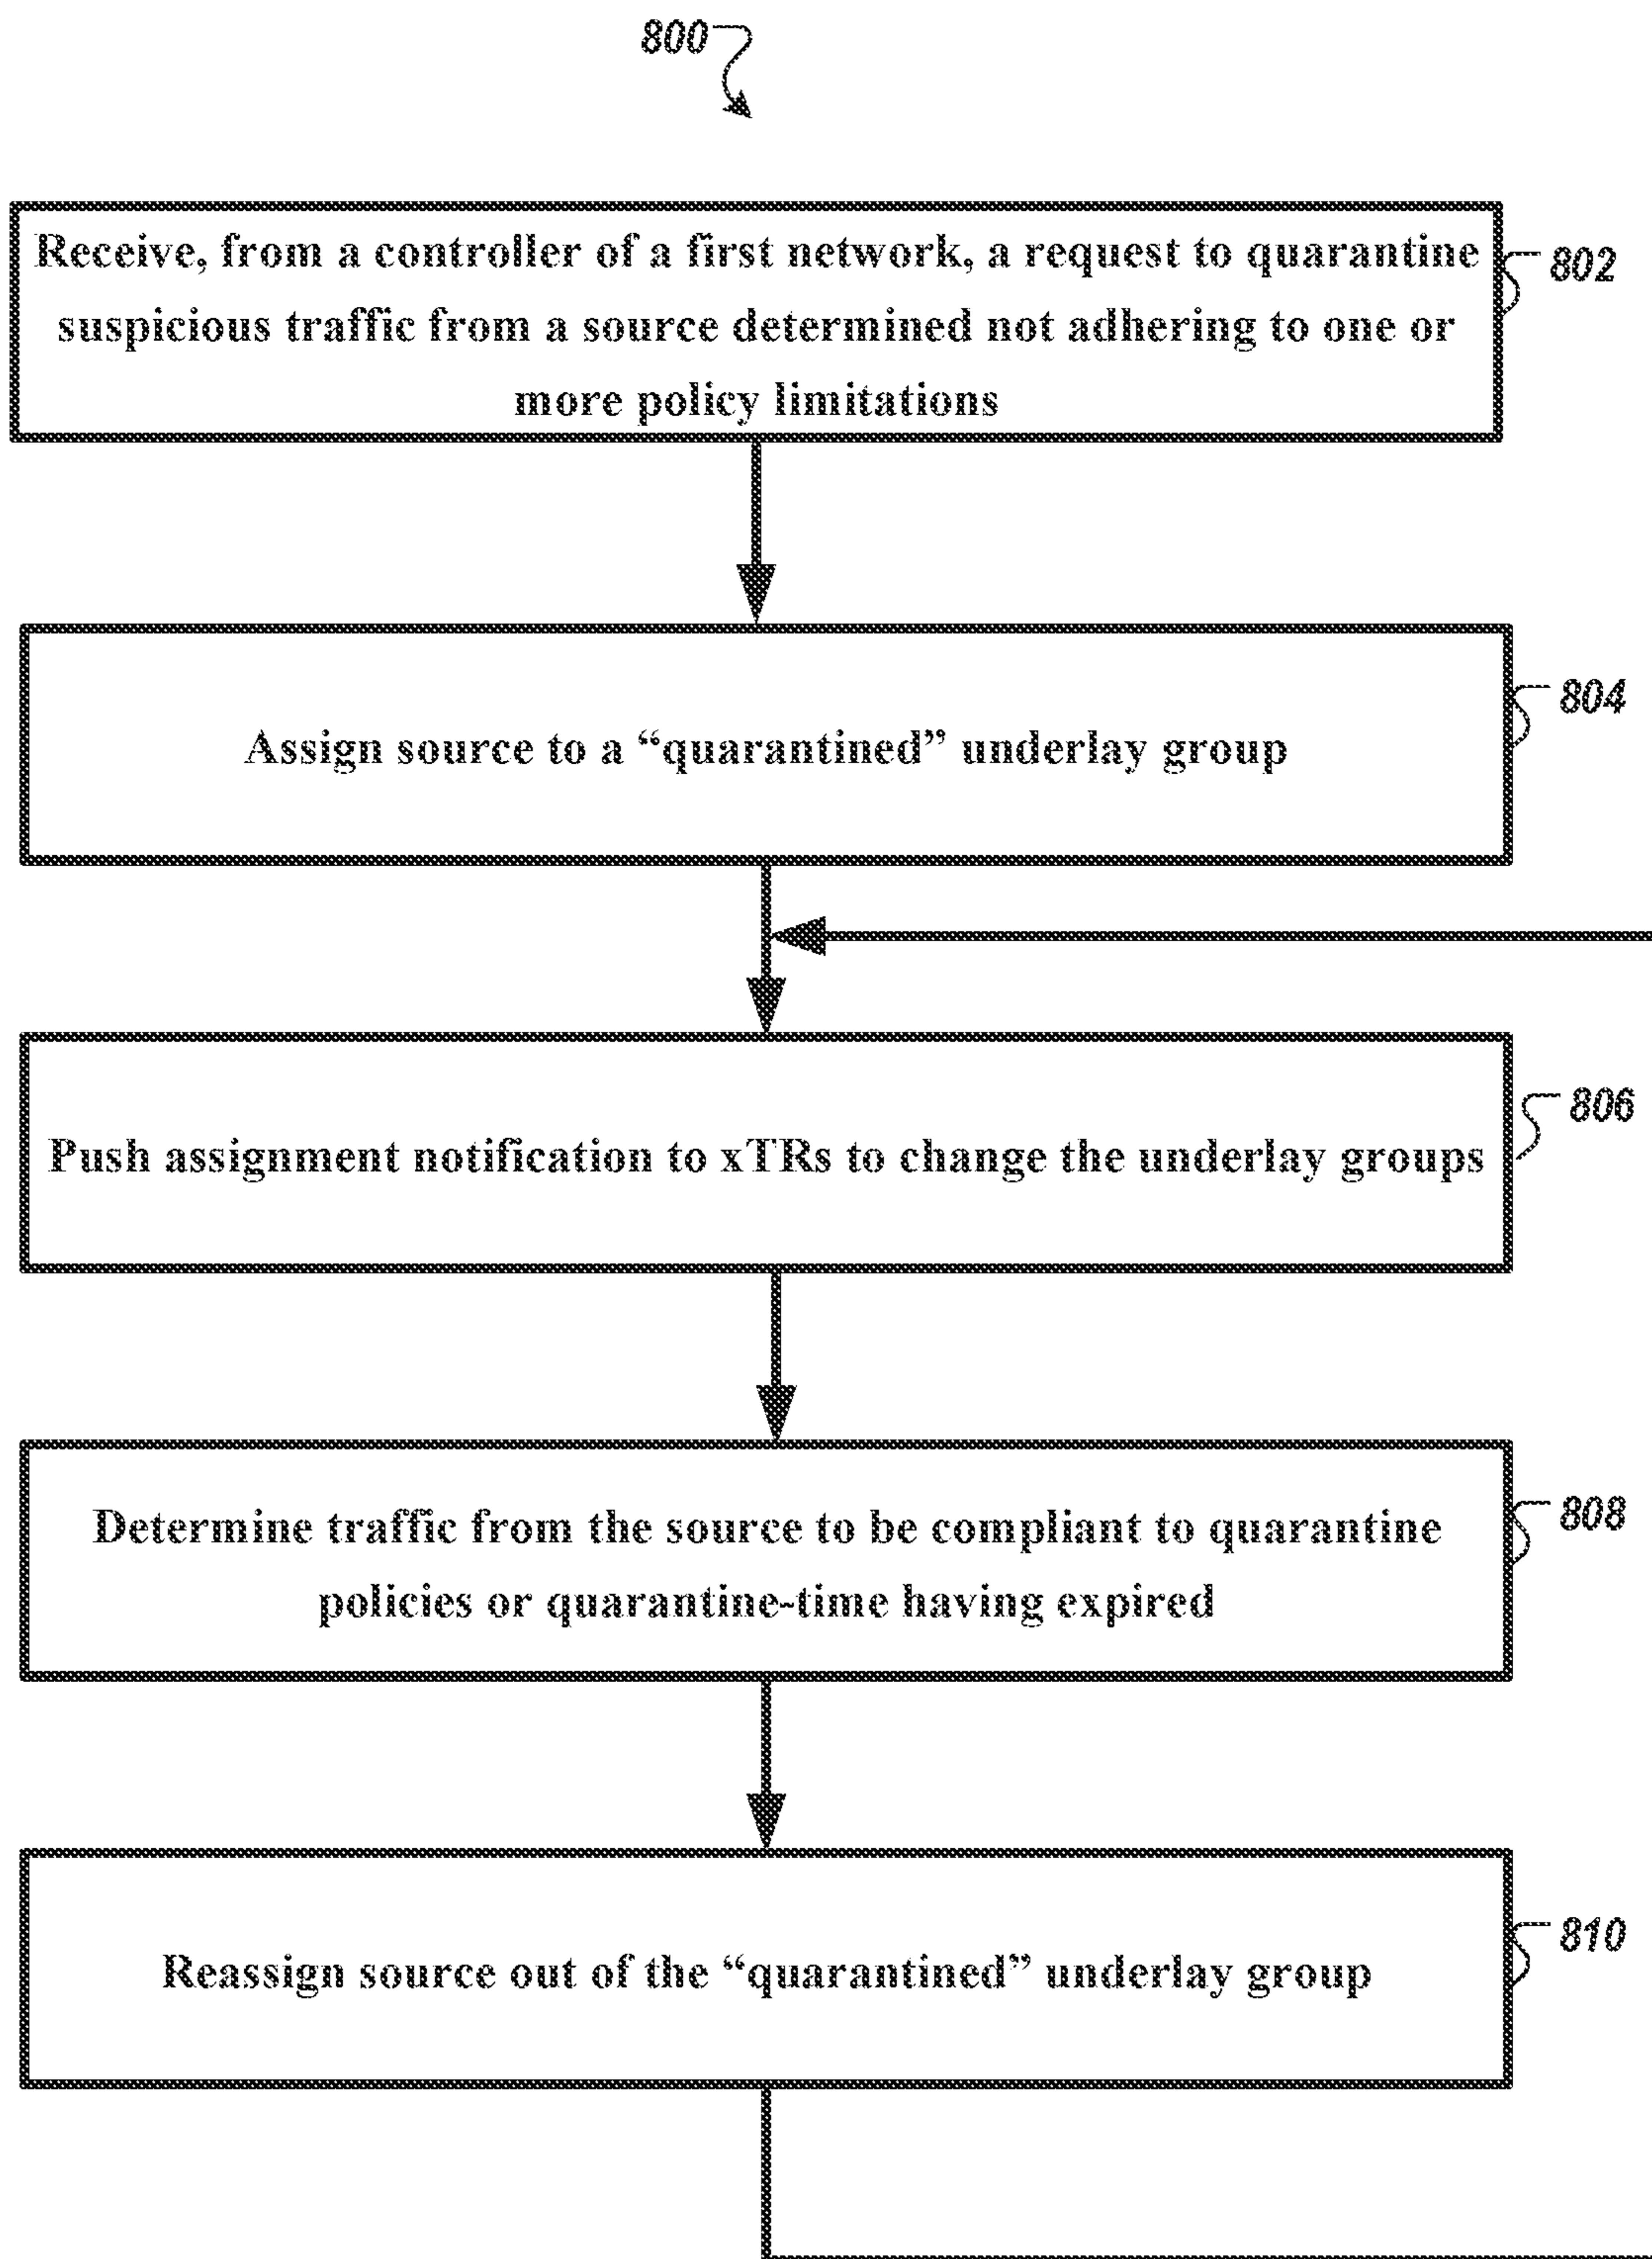 800
Receive, from a controller of a first network, a request to quarantine
suspicious traffic from a source determined not adhering to one or
more policy limitations
802
Assign source to a “quarantined” underlay group
804
Push assignment notification to xTRs to change the underlay groups
806
Determine traffic from the source to be compliant to quarantine
policies or quarantine-time having expired
808
Reassign source out of the “quarantined” underlay group
810